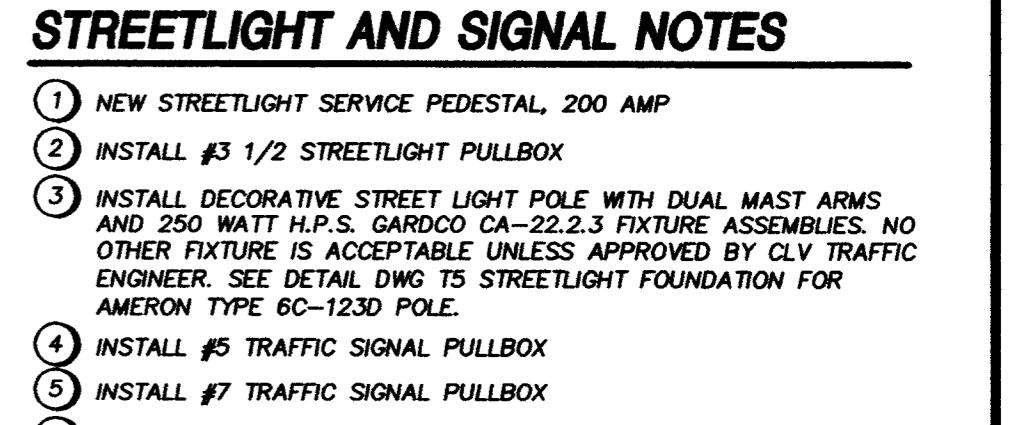 STREETLIGHT AND SIGNAL NOTES
1 NEW STREETLIGHT SERVICE PEDESTAL, 200 AMP
2 INSTALL #3 1/2 STREETLIGHT PULLBOX
3 INSTALL DECORATIVE STREET LIGHT POLE WITH DUAL MAST ARMS
AND 250 WATT H.P.S. GARDCO CA-22.2.3 FIXTURE ASSEMBLIES. NO
OTHER FIXTURE IS ACCEPTABLE UNLESS APPROVED BY CLV TRAFFIC
ENGINEER. SEE DETAIL DWG T5 STREETLIGHT FOUNDATION FOR
AMERON TYPE 6C-123D POLE.
4 INSTALL #5 TRAFFIC SIGNAL PULLBOX
5 INSTALL #7 TRAFFIC SIGNAL PULLBOX